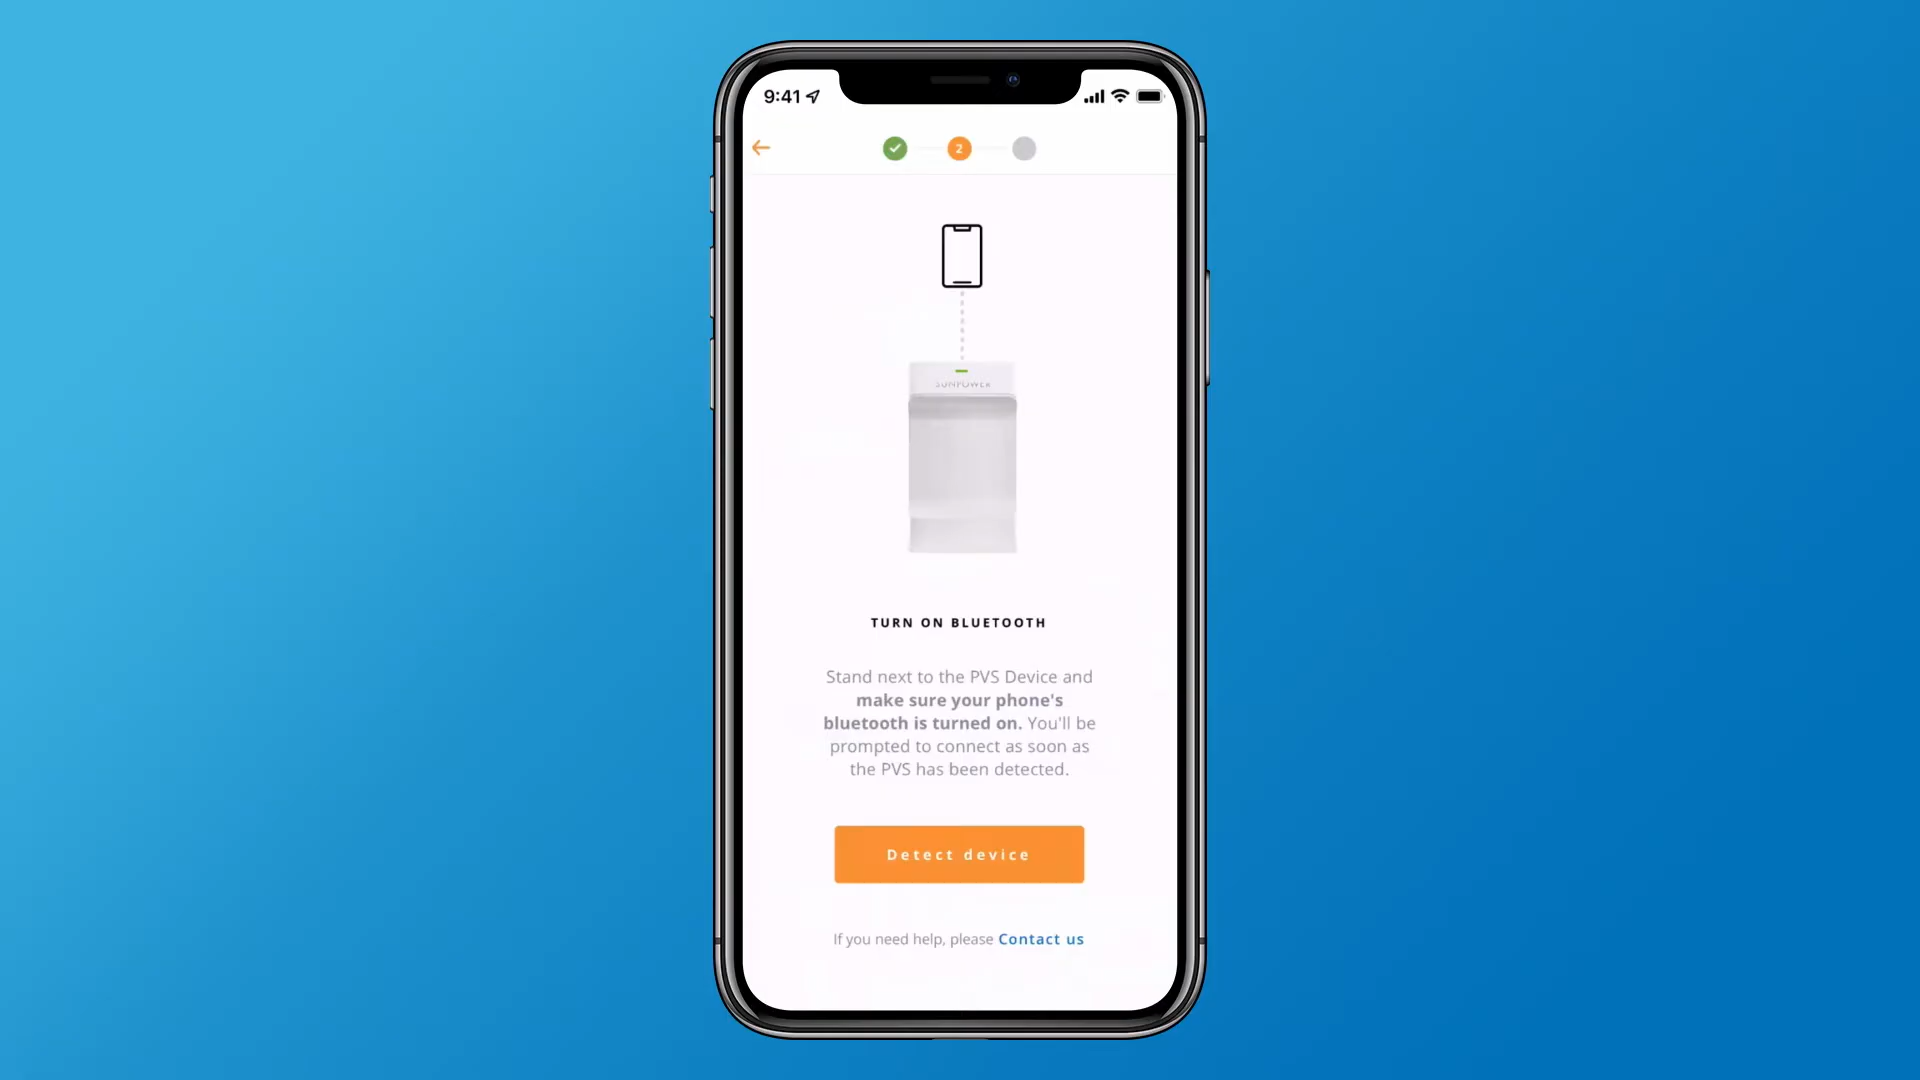 9:41
2
SUNPOWER
TURN ON BLUETOOTH
Stand next to the PVS Device and
make sure your phone's
bluetooth is turned on. You'll be
prompted to connect as soon as
the PVS has been detected.
Detect device
If you need help, please Contact us